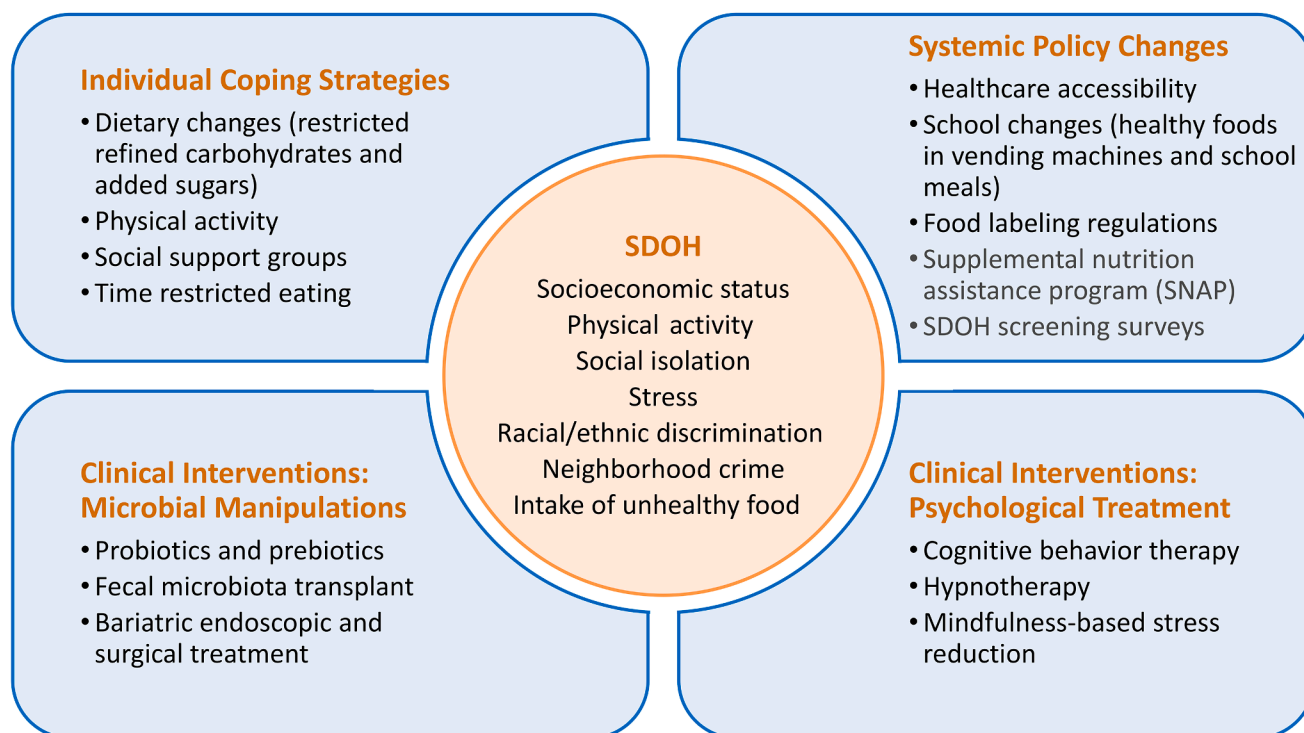 Individual Coping Strategies
• Dietary changes (restricted
refined carbohydrates and
added sugars)
• Physical activity
• Social support groups
• Time restricted eating
Systemic Policy Changes
• Healthcare accessibility
• School changes (healthy foods
in vending machines and school
meals)
• Food labeling regulations
• Supplemental nutrition
assistance program (SNAP)
• SDOH screening surveys
SDOH
Socioeconomic status
Physical activity
Social isolation
Stress
Racial/ethnic discrimination
Neighborhood crime
Intake of unhealthy food
Clinical Interventions:
Microbial Manipulations
• Probiotics and prebiotics
• Fecal microbiota transplant
• Bariatric endoscopic and
surgical treatment
Clinical Interventions:
Psychological Treatment
• Cognitive behavior therapy
• Hypnotherapy
• Mindfulness-based stress
reduction